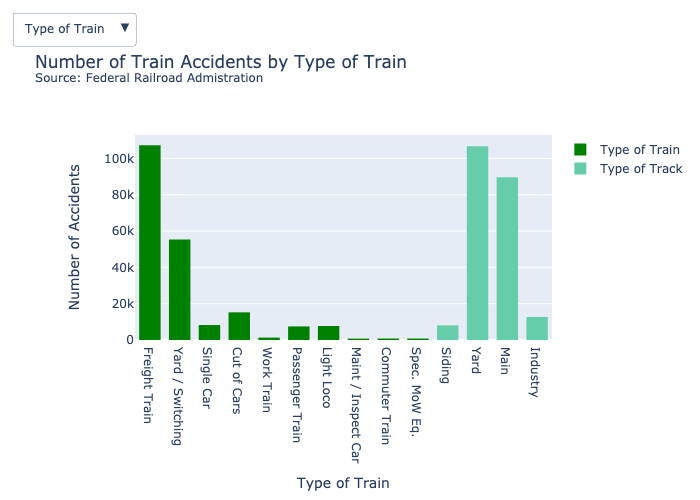 Type of Train ▼
Number of Train Accidents by Type of Train
Source: Federal Railroad Admistration
Number of Accidents
100k
80k
60k
40k
20k
0
Freight Train
Yard / Switching
Single Car
Cut of Cars
Work Train
Passenger Train
Light Loco
Maint / Inspect Car
Commuter Train
Spec. MoW Eq.
Siding
Yard
Main
Industry
Type of Train
Type of Train
Type of Track